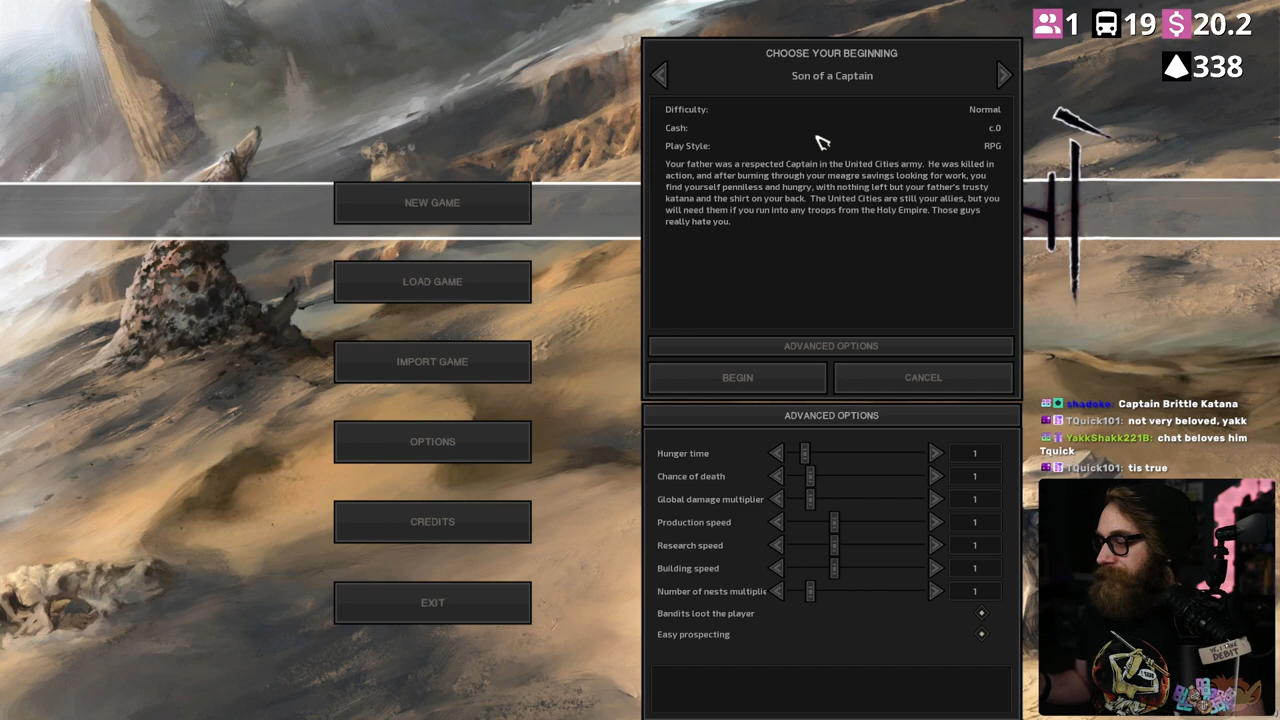 1 19 $ 20.2
338
NEW GAME
LOAD GAME
IMPORT GAME
OPTIONS
CREDITS
EXIT
CHOOSE YOUR BEGINNING
Son of a Captain
Difficulty: Normal
Cash: c.0
Play Style: RPG
Your father was a respected Captain in the United Cities army. He was killed in
action, and after burning through your meagre savings looking for work, you
find yourself penniless and hungry, with nothing left but your father's trusty
katana and the shirt on your back. The United Cities are still your allies, but you
will need them if you run into any troops from the Holy Empire. Those guys
really hate you.
ADVANCED OPTIONS
BEGIN CANCEL
ADVANCED OPTIONS
Hunger time 1
Chance of death 1
Global damage multiplier 1
Production speed 1
Research speed 1
Building speed 1
Number of nests multiplie 1
Bandits loot the player
Easy prospecting
shadoke: Captain Brittle Katana
TQuick101: not very beloved, yakk
YakkShakk221B: chat beloves him
Tquick
TQuick101: tis true
DEBIT